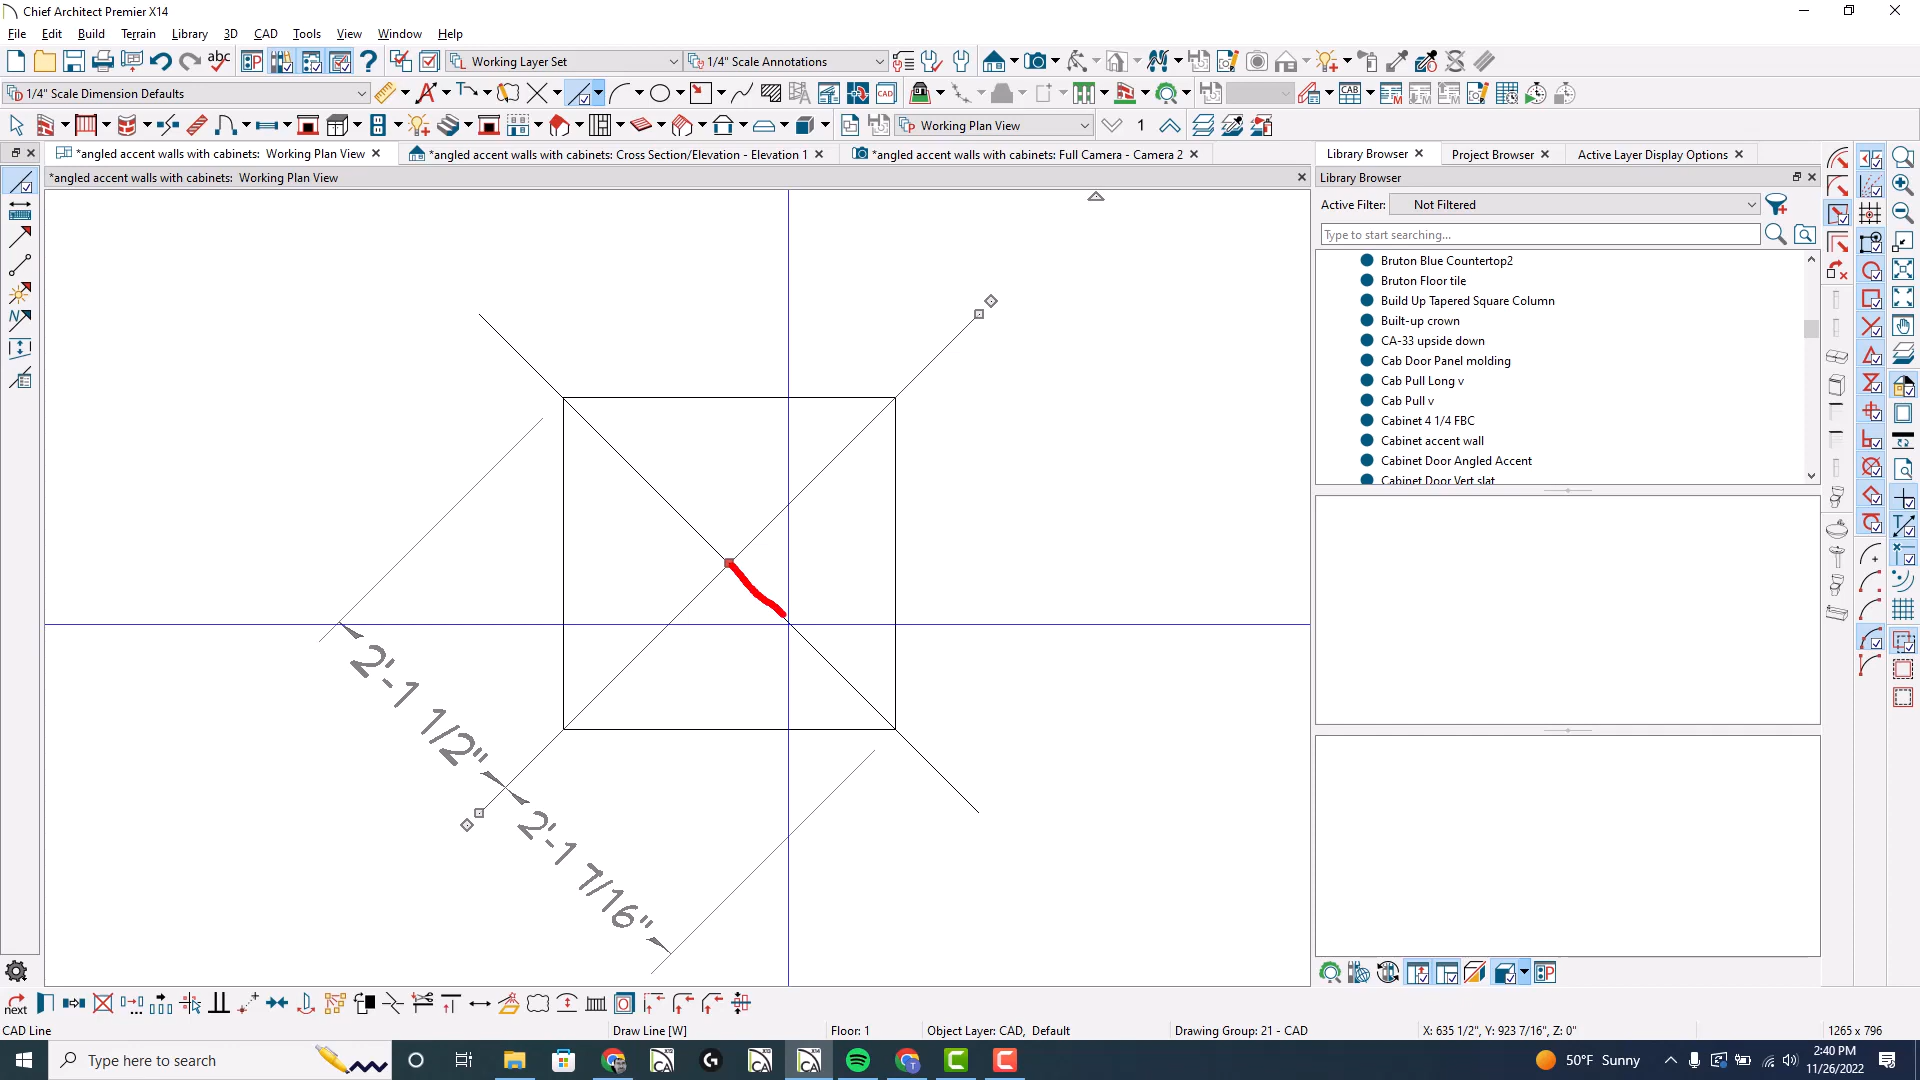 Chief Architect Premier X14
File Edit Build Terrain Library 3D CAD Tools View Window Help
Working Layer Set 1/4" Scale Annotations
1/4" Scale Dimension Defaults
Working Plan View 1
*angled accent walls with cabinets: Working Plan View
*angled accent walls with cabinets: Cross Section/Elevation - Elevation 1
*angled accent walls with cabinets: Full Camera - Camera 2
Library Browser
Project Browser
Active Layer Display Options
*angled accent walls with cabinets: Working Plan View
Library Browser
Active Filter: Not Filtered
Type to start searching...
Bruton Blue Countertop2
Bruton Floor tile
Build Up Tapered Square Column
Built-up crown
CA-33 upside down
Cab Door Panel molding
Cab Pull Long v
Cab Pull v
Cabinet 4 1/4 FBC
Cabinet accent wall
Cabinet Door Angled Accent
Cabinet Door Vert slat
2'-1 1/2"
2'-1 7/16"
next
CAD Line
Draw Line [W]
Floor: 1
Object Layer: CAD, Default
Drawing Group: 21 - CAD
X: 635 1/2", Y: 923 7/16", Z: 0"
1265 x 796
Type here to search
50°F Sunny
2:40 PM
11/26/2022